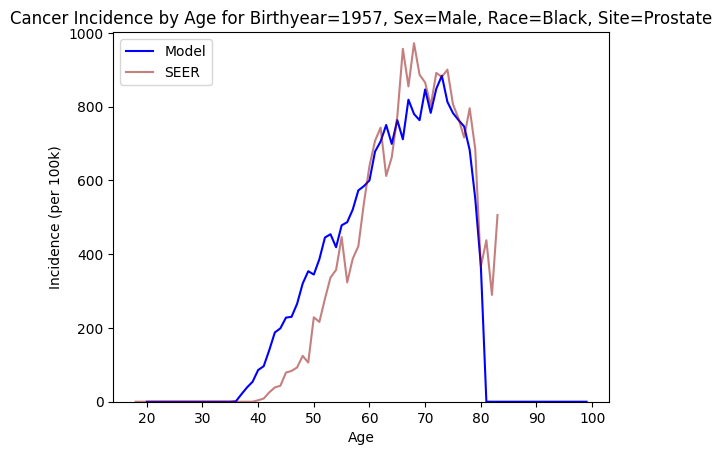 Cancer Incidence by Age for Birthyear=1957, Sex=Male, Race=Black, Site=Prostate
Model
SEER
Incidence (per 100k)
1000
800
600
400
200
0
20 30 40 50 60 70 80 90 100
Age